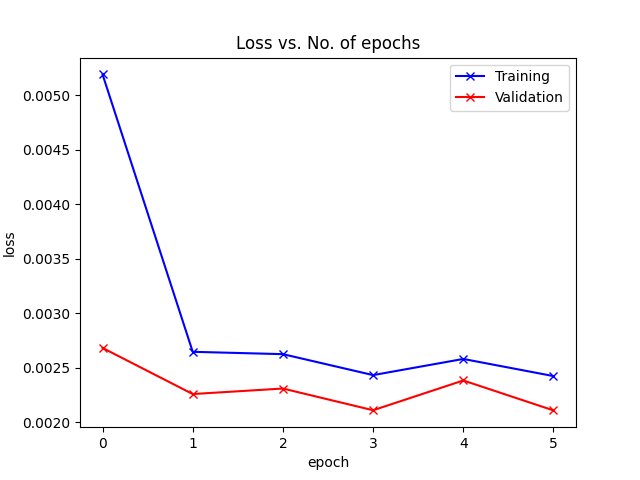 Loss vs. No. of epochs
Training
Validation
0.0050
0.0045
0.0040
0.0035
0.0030
0.0025
0.0020
loss
0 1 2 3 4 5
epoch